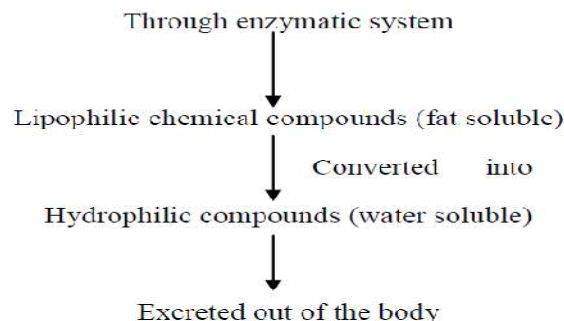 Through enzymatic system
Lipophilic chemical compounds (fat soluble)
Converted into
Hydrophilic compounds (water soluble)
Excreted out of the body